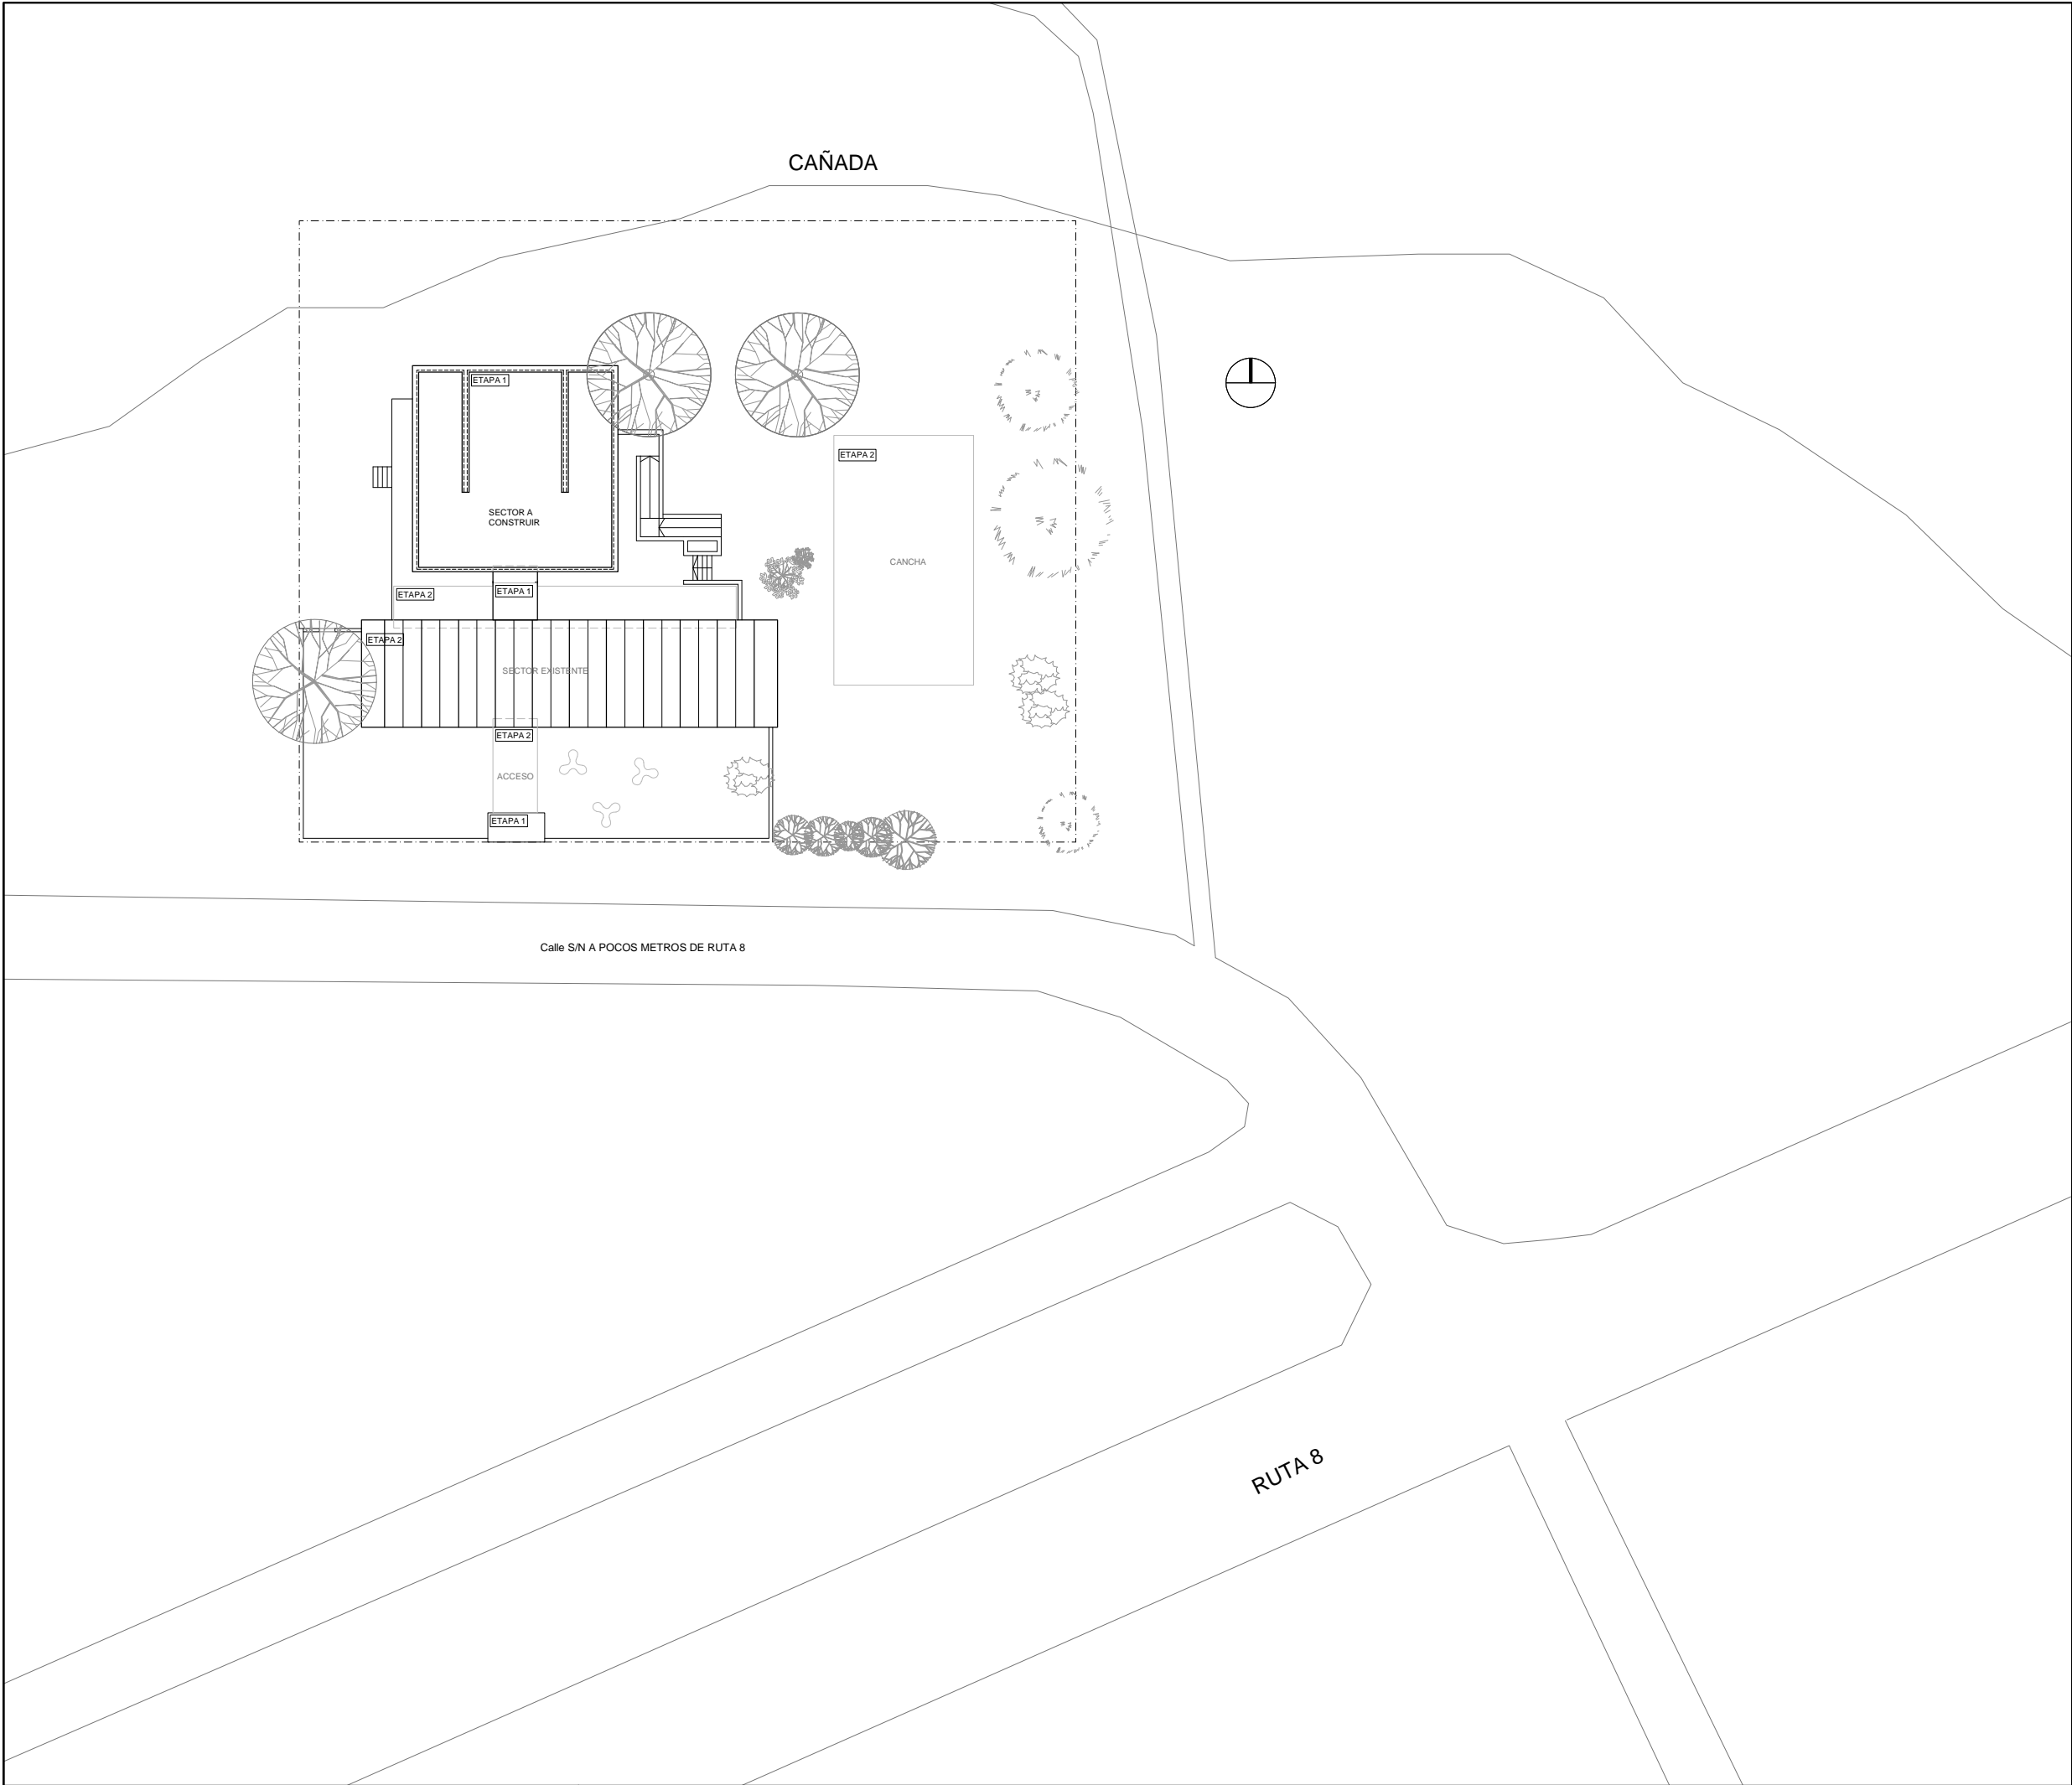 CAÑADA
ETAPA 1
ETAPA 2
SECTOR A
CONSTRUIR
CANCHA
ETAPA 2
ETAPA 1
ETAPA 2
SECTOR EXISTENTE
ETAPA 2
ACCESO
ETAPA 1
Calle S/N A POCOS METROS DE RUTA 8
RUTA 8